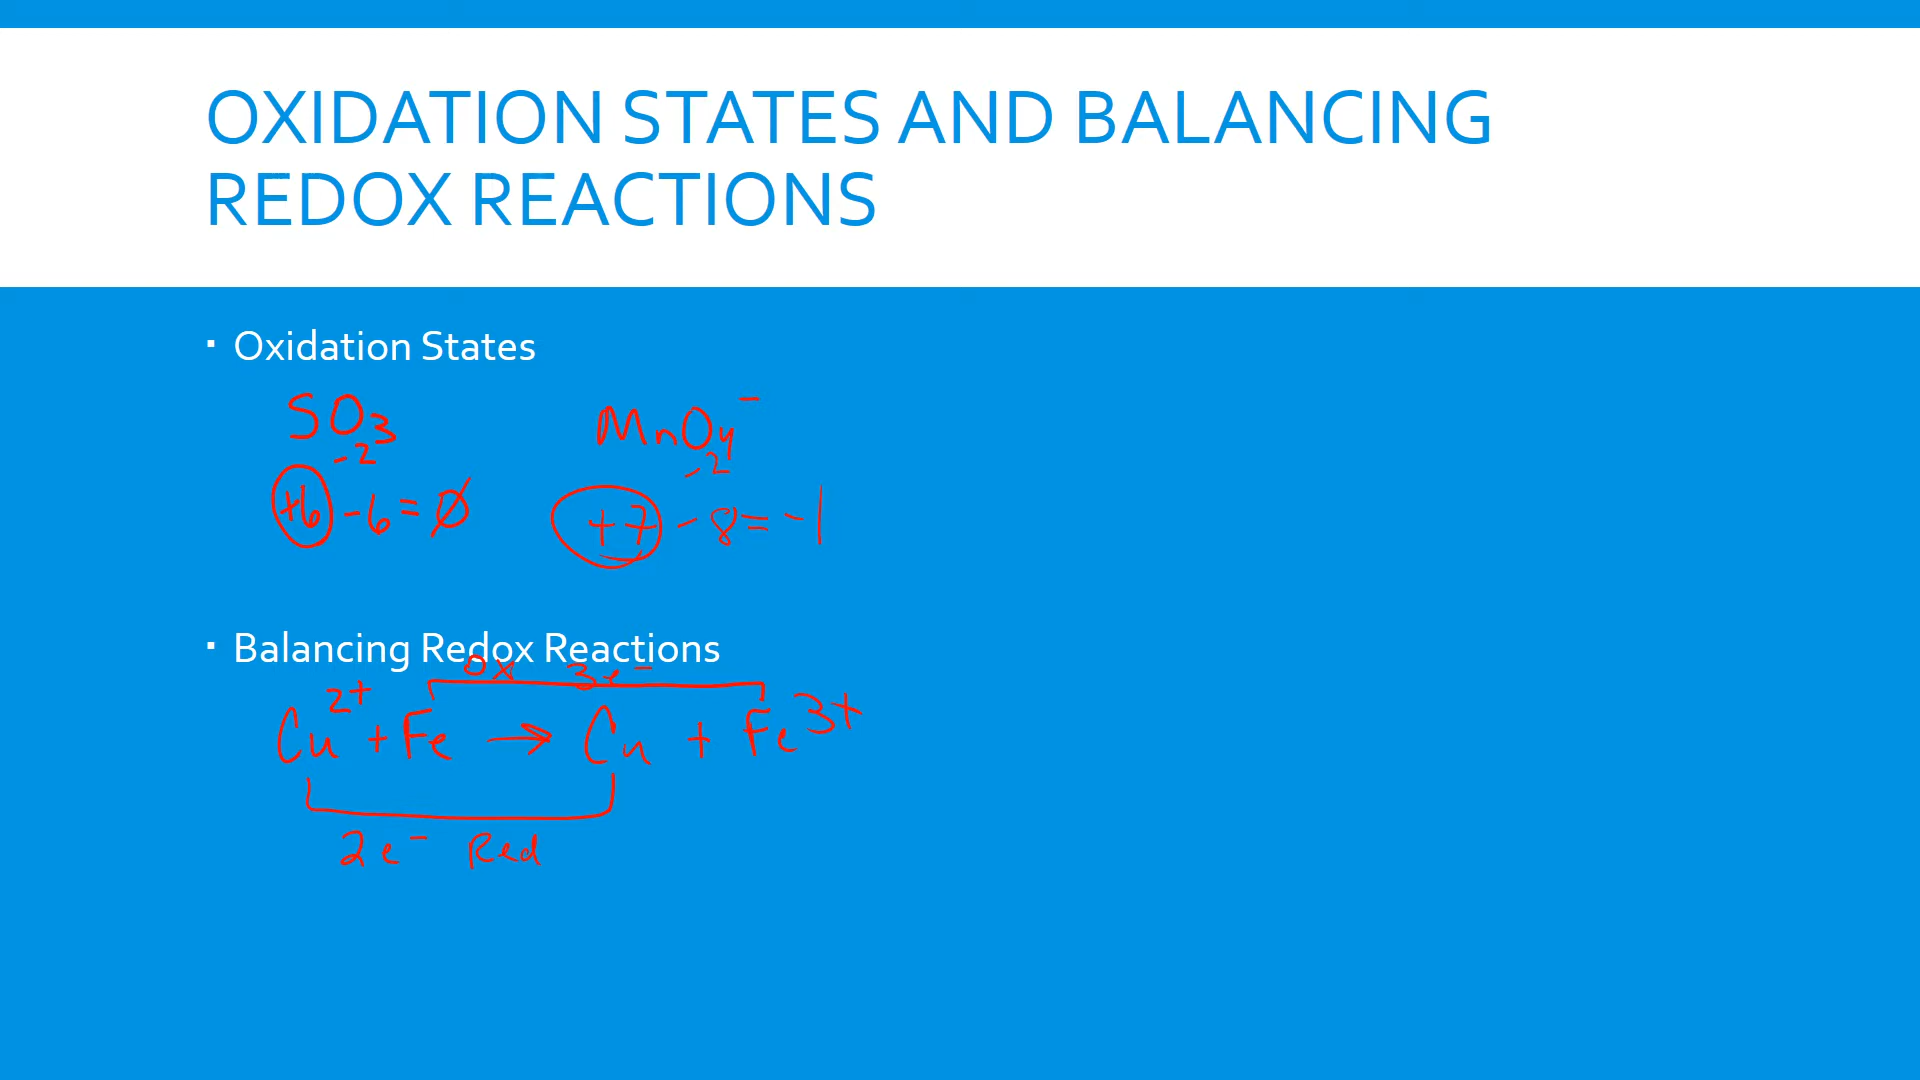 OXIDATION STATES AND BALANCING
REDOX REACTIONS
▪ Oxidation States
SO₃ MnO₄⁻
-2 -2
+6 - 6 = ∅ +7 - 8 = -1
▪ Balancing Redox Reactions
ox 3e⁻
Cu²⁺ + Fe → Cu + Fe³⁺
2e⁻ Red